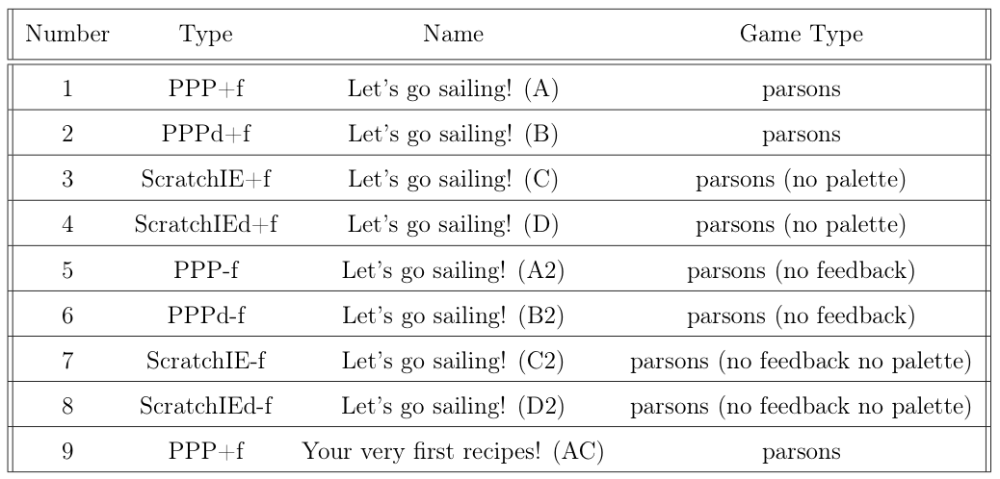 Number Type Name Game Type
1 PPP+f Let's go sailing! (A) parsons
2 PPPd+f Let's go sailing! (B) parsons
3 ScratchIE+f Let's go sailing! (C) parsons (no palette)
4 ScratchIEd+f Let's go sailing! (D) parsons (no palette)
5 PPP-f Let's go sailing! (A2) parsons (no feedback)
6 PPPd-f Let's go sailing! (B2) parsons (no feedback)
7 ScratchIE-f Let's go sailing! (C2) parsons (no feedback no palette)
8 ScratchIEd-f Let's go sailing! (D2) parsons (no feedback no palette)
9 PPP+f Your very first recipes! (AC) parsons